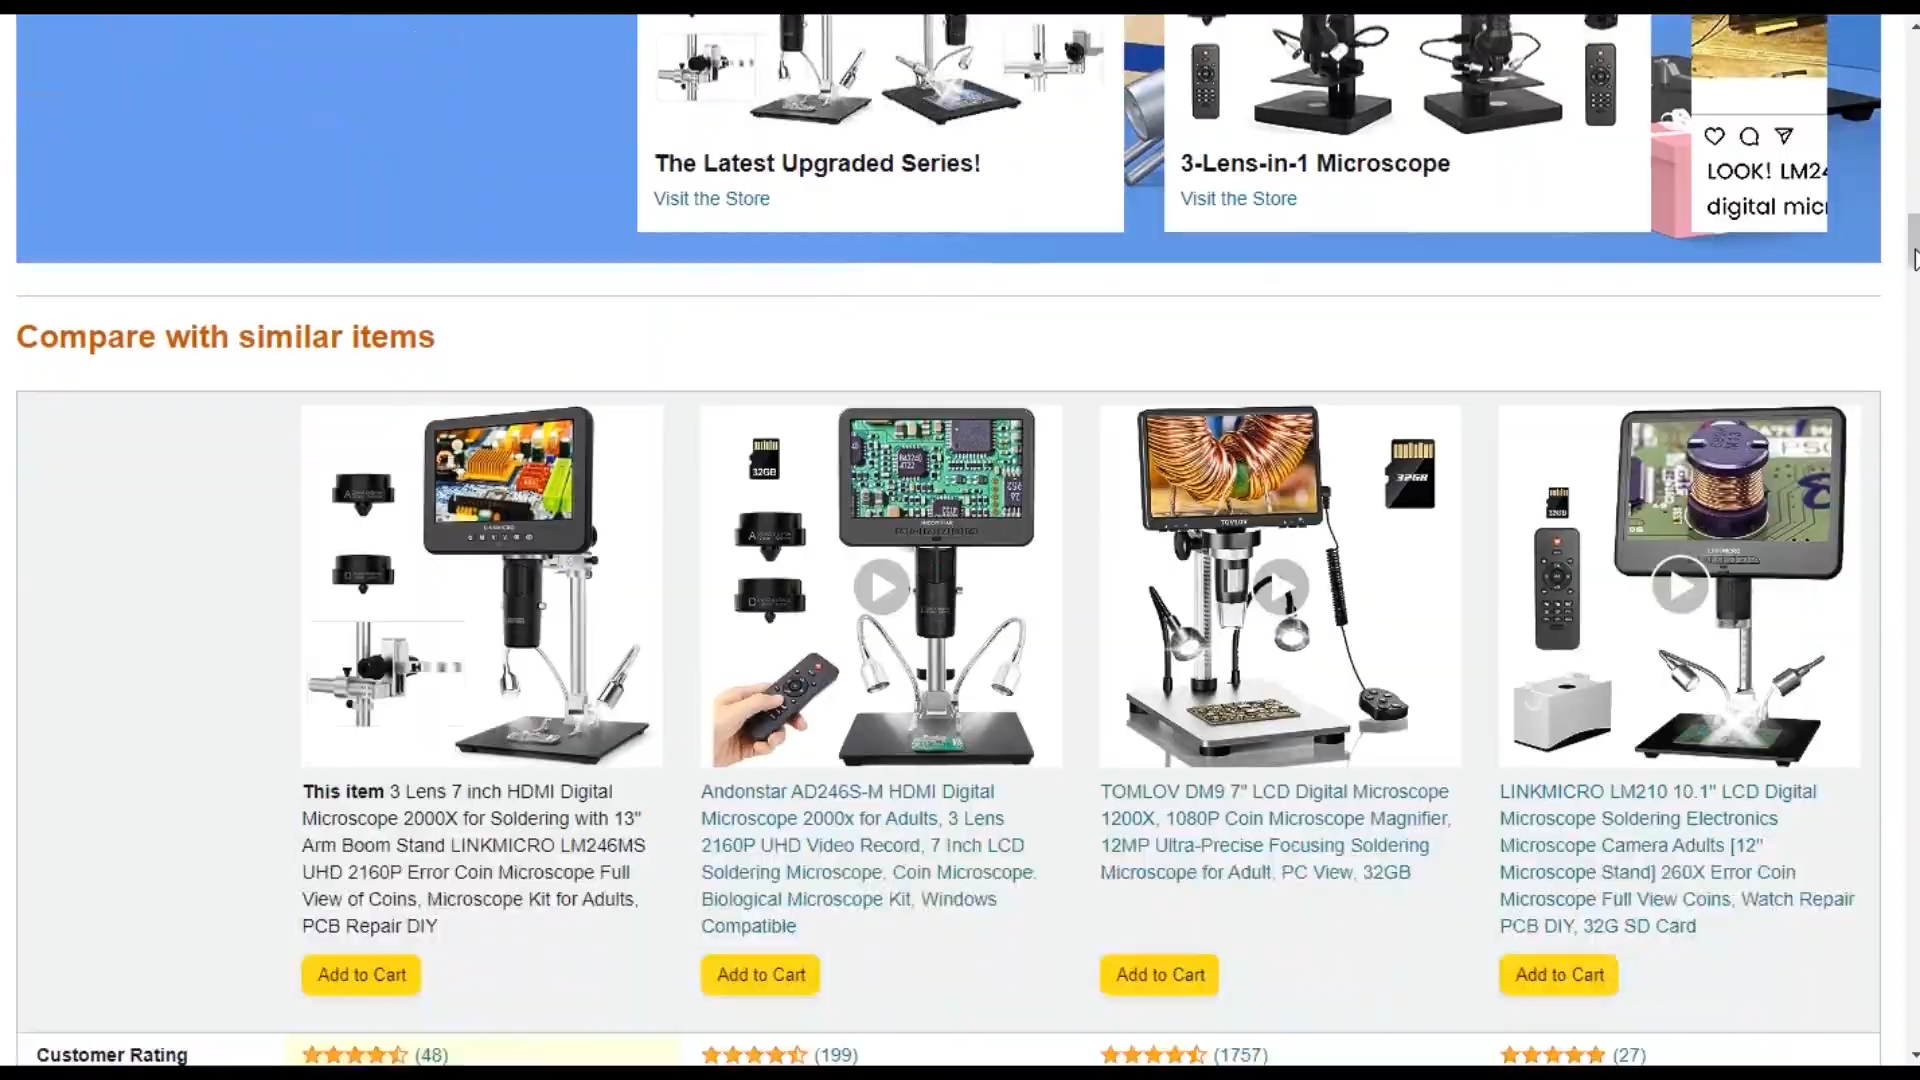 The Latest Upgraded Series!
Visit the Store
3-Lens-in-1 Microscope
Visit the Store
LOOK! LM24
digital micr
Compare with similar items
32GB
32GB
32GB
LINKMICRO
TOMLOV
LINKMICRO
This item 3 Lens 7 inch HDMI Digital
Microscope 2000X for Soldering with 13"
Arm Boom Stand LINKMICRO LM246MS
UHD 2160P Error Coin Microscope Full
View of Coins, Microscope Kit for Adults,
PCB Repair DIY
Andonstar AD246S-M HDMI Digital
Microscope 2000x for Adults, 3 Lens
2160P UHD Video Record, 7 Inch LCD
Soldering Microscope, Coin Microscope,
Biological Microscope Kit, Windows
Compatible
TOMLOV DM9 7" LCD Digital Microscope
1200X, 1080P Coin Microscope Magnifier,
12MP Ultra-Precise Focusing Soldering
Microscope for Adult, PC View, 32GB
LINKMICRO LM210 10.1" LCD Digital
Microscope Soldering Electronics
Microscope Camera Adults [12"
Microscope Stand] 260X Error Coin
Microscope Full View Coins, Watch Repair
PCB DIY, 32G SD Card
Add to Cart
Add to Cart
Add to Cart
Add to Cart
Customer Rating
(48)
(199)
(1757)
(27)